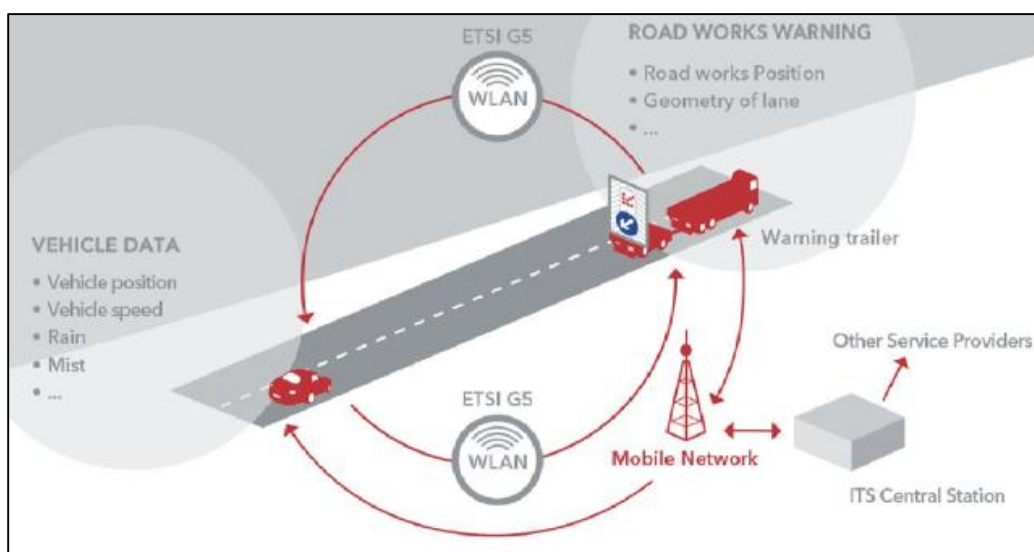 ETSI G5
WLAN
ROAD WORKS WARNING
• Road works Position
• Geometry of lane
• ...
Warning trailer
VEHICLE DATA
• Vehicle position
• Vehicle speed
• Rain
• Mist
• ...
ETSI G5
WLAN
Mobile Network
Other Service Providers
ITS Central Station